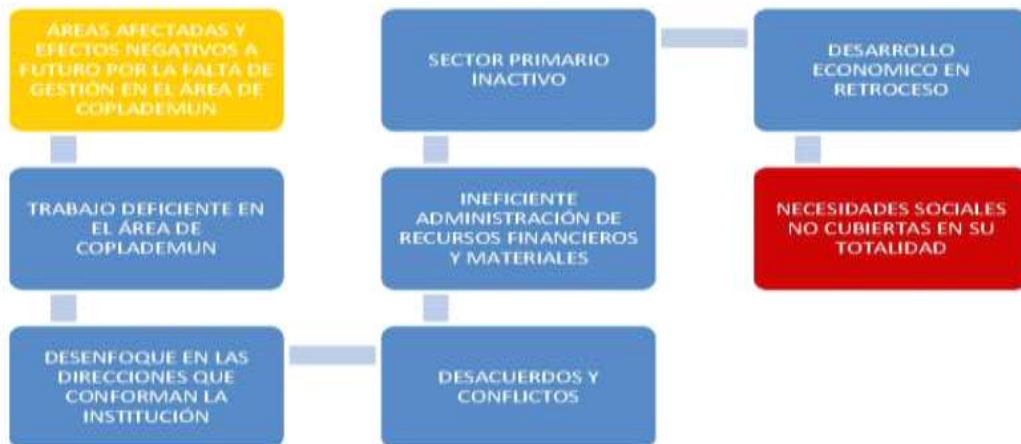 ÁREAS AFECTADAS Y
EFECTOS NEGATIVOS A
FUTURO POR LA FALTA DE
GESTIÓN EN EL ÁREA DE
COPLADEMUN
TRABAJO DEFICIENTE EN
EL ÁREA DE
COPLADEMUN
DESENFOQUE EN LAS
DIRECCIONES QUE
CONFORMAN LA
INSTITUCIÓN
DESACUERDOS Y
CONFLICTOS
INEFICIENTE
ADMINISTRACIÓN DE
RECURSOS FINANCIEROS
Y MATERIALES
SECTOR PRIMARIO
INACTIVO
DESARROLLO
ECONOMICO EN
RETROCESO
NECESIDADES SOCIALES
NO CUBIERTAS EN SU
TOTALIDAD